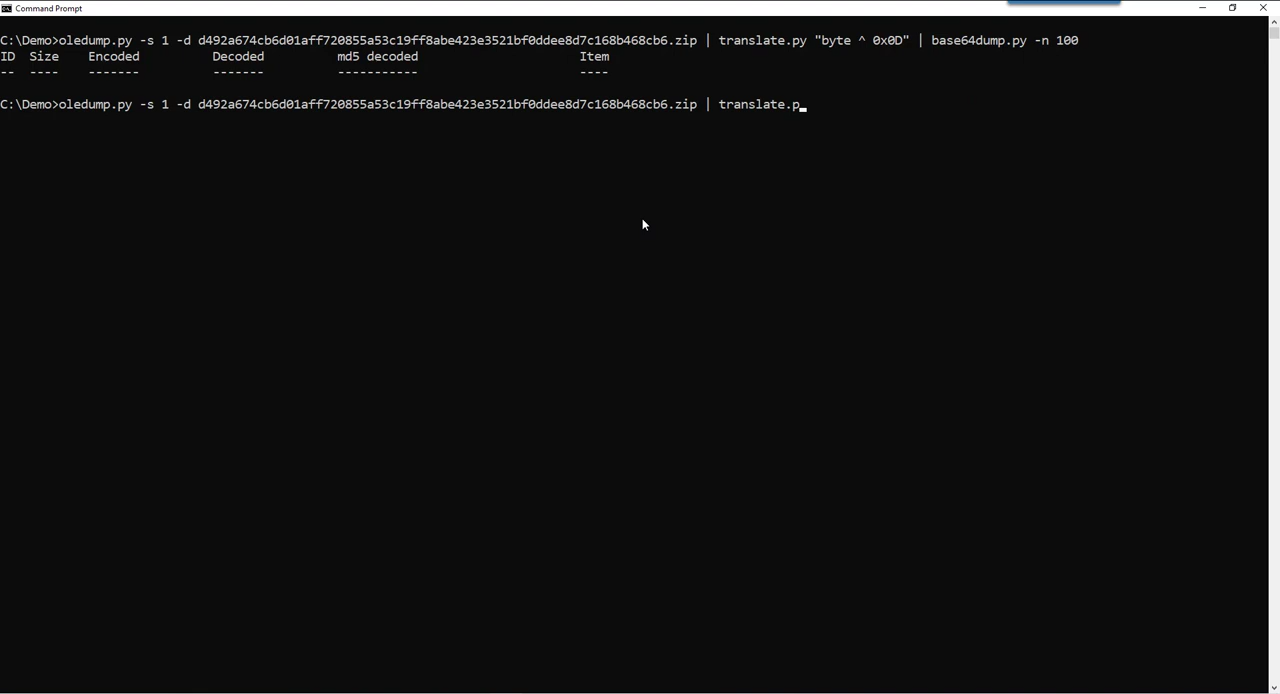 Command Prompt
C:\Demo>oledump.py -s 1 -d d492a674cb6d01aff720855a53c19ff8abe423e3521bf0ddee8d7c168b468cb6.zip | translate.py "byte ^ 0x0D" | base64dump.py -n 100
ID  Size    Encoded          Decoded          md5 decoded                      Item
--  ----    -------          -------          -----------                      ----
C:\Demo>oledump.py -s 1 -d d492a674cb6d01aff720855a53c19ff8abe423e3521bf0ddee8d7c168b468cb6.zip | translate.p_